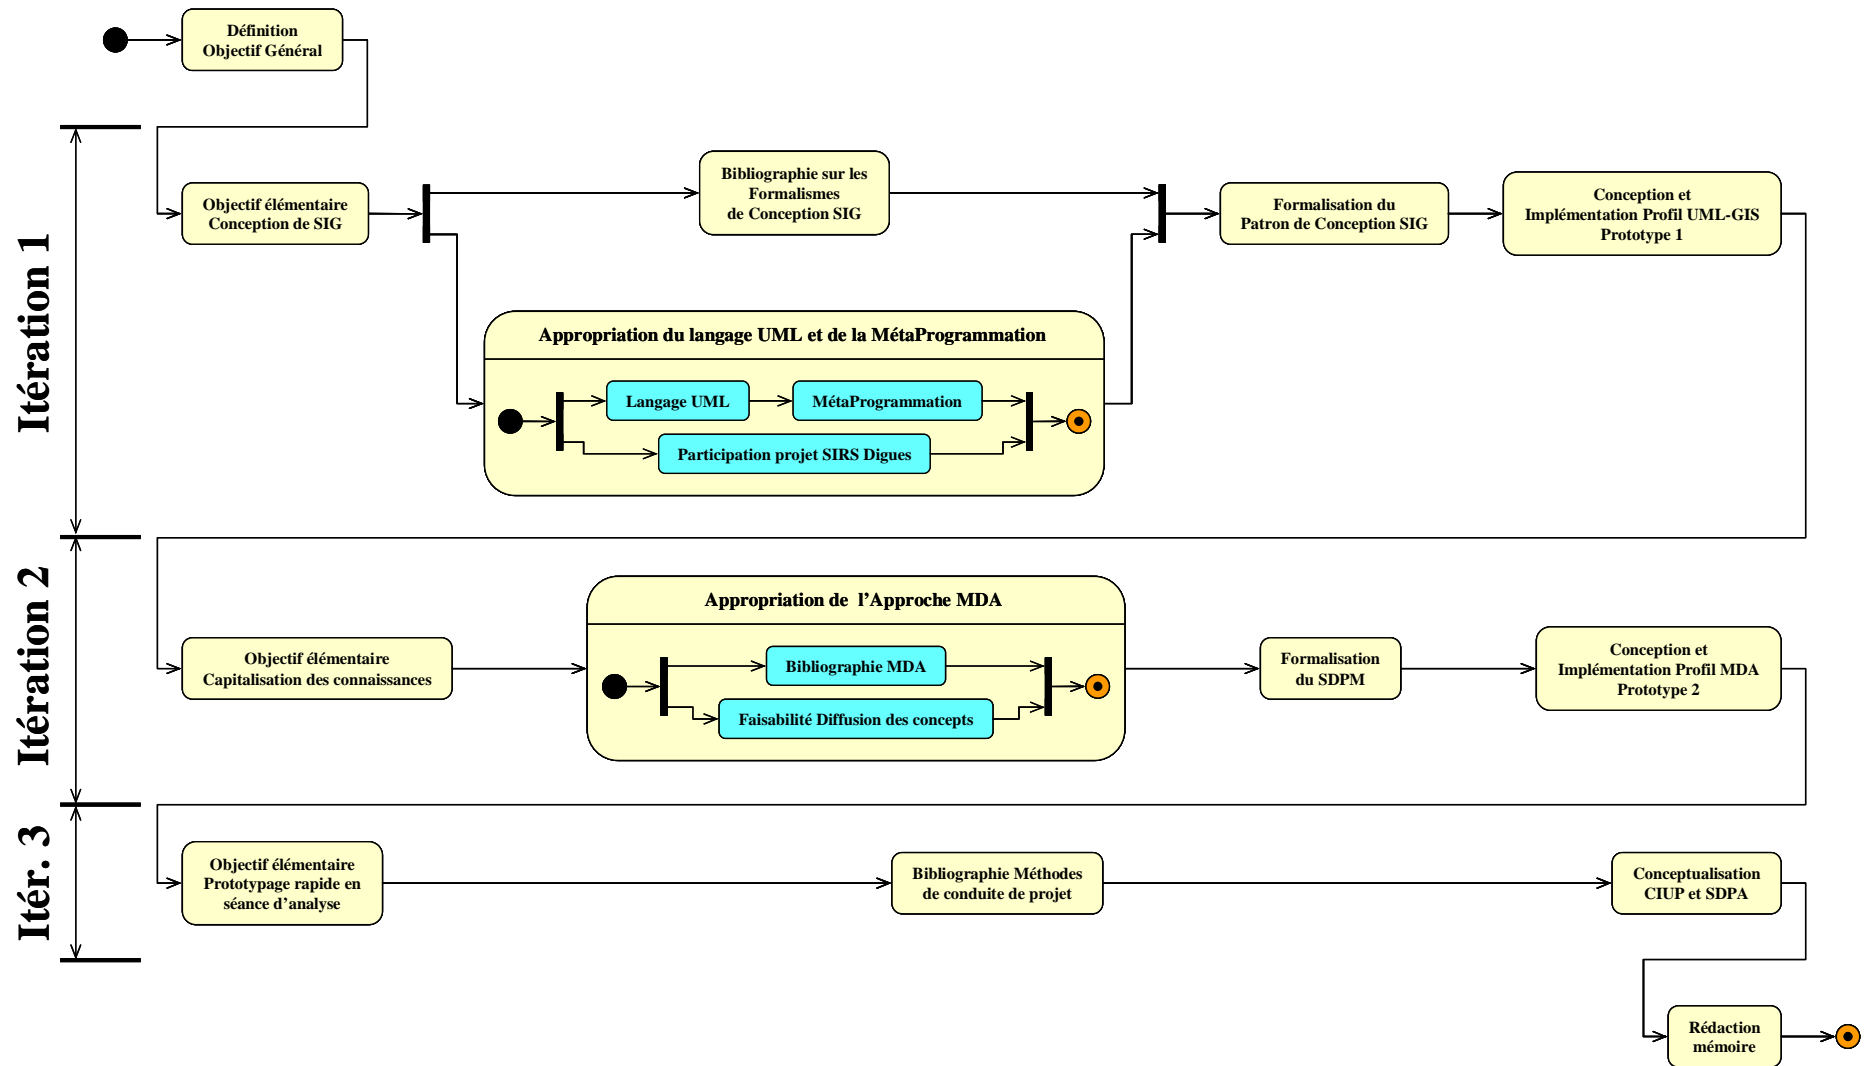 Définition
Objectif Général
Itération 1
Objectif élémentaire
Conception de SIG
Bibliographie sur les
Formalismes
de Conception SIG
Formalisation du
Patron de Conception SIG
Conception et
Implémentation Profil UML-GIS
Prototype 1
Appropriation du langage UML et de la MétaProgrammation
Langage UML
MétaProgrammation
Participation projet SIRS Digues
Itération 2
Objectif élémentaire
Capitalisation des connaissances
Appropriation de  l’Approche MDA
Bibliographie MDA
Faisabilité Diffusion des concepts
Formalisation
du SDPM
Conception et
Implémentation Profil MDA
Prototype 2
Itér. 3
Objectif élémentaire
Prototypage rapide en
séance d’analyse
Bibliographie Méthodes
de conduite de projet
Conceptualisation
CIUP et SDPA
Rédaction
mémoire